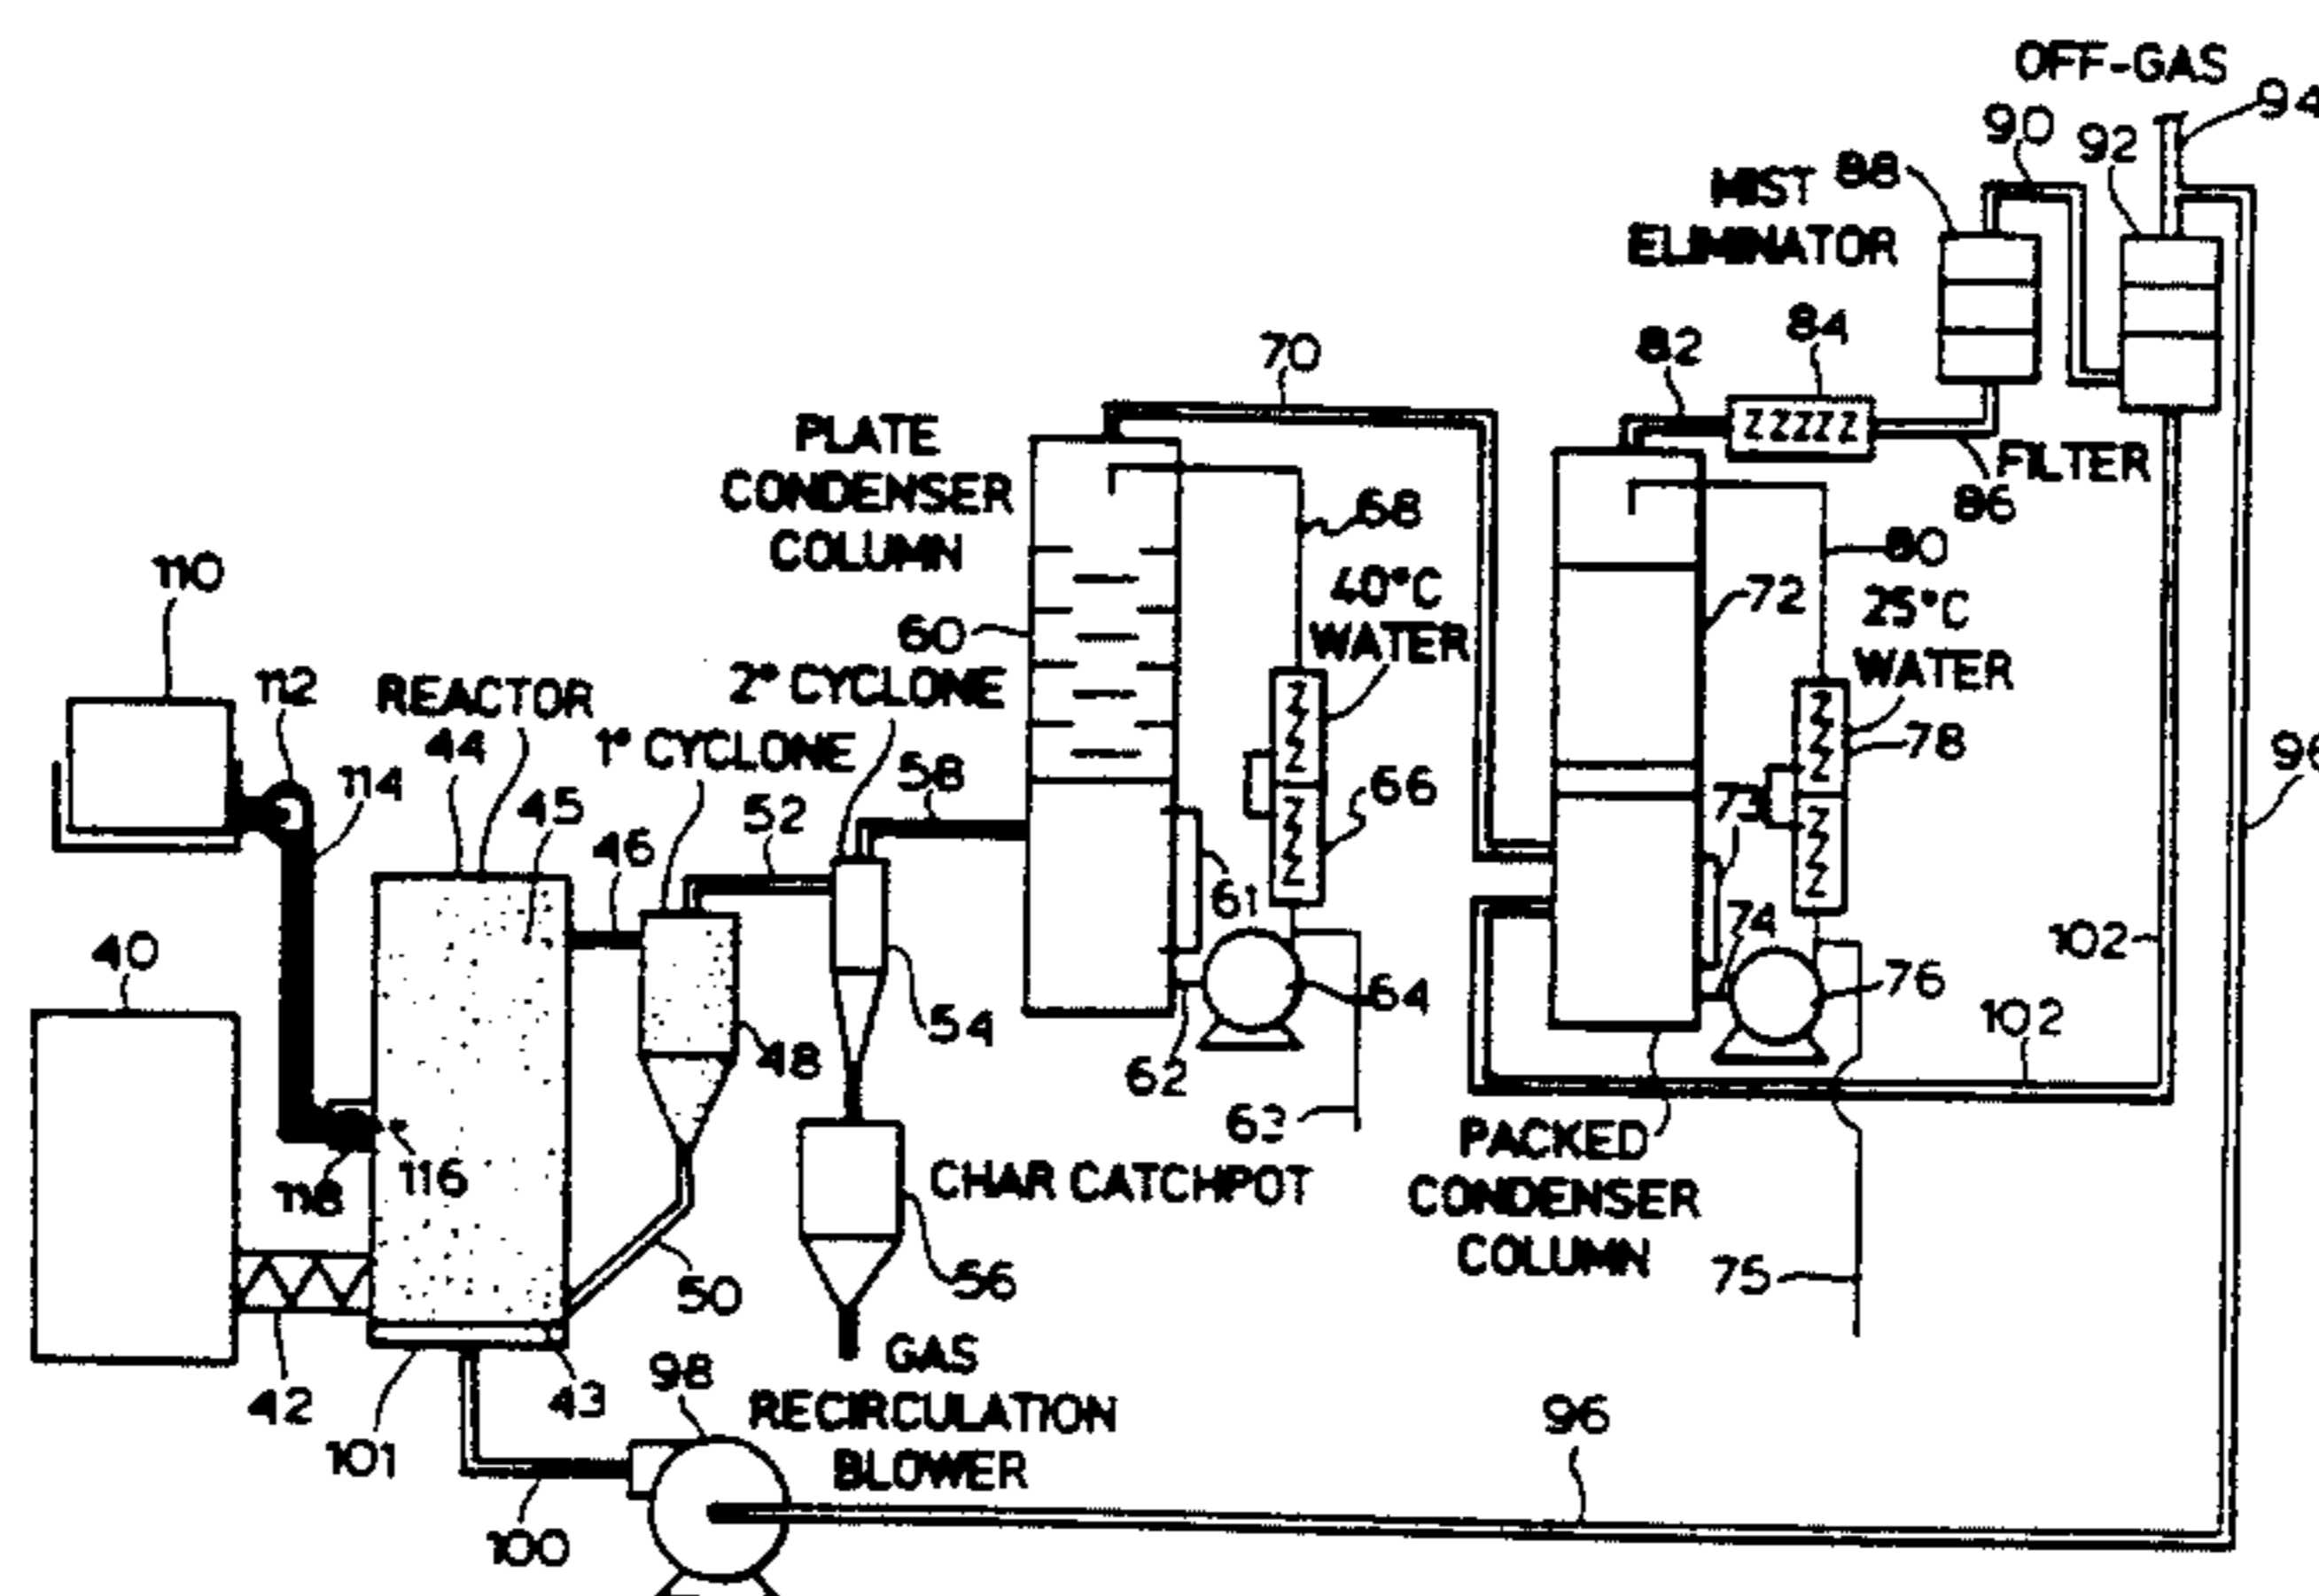 OFF-GAS
94
90
92
MIST
ELIMINATOR
88
84
82
70
PLATE
CONDENSER
COLUMN
FILTER
86
68
80
40°C
WATER
72
25°C
WATER
110
60
2° CYCLONE
112
REACTOR
44
1° CYCLONE
114
45
46
52
58
66
73
78
96
61
74
102
40
54
64
76
48
62
102
63
116
118
CHAR CATCHPOT
PACKED
CONDENSER
COLUMN
50
56
75
42
101
43
98
GAS
RECIRCULATION
BLOWER
96
100
ZZZZZ
Z
Z
Z
Z
Z
Z
Z
Z
Z
Z
Z
Z
Z
Z